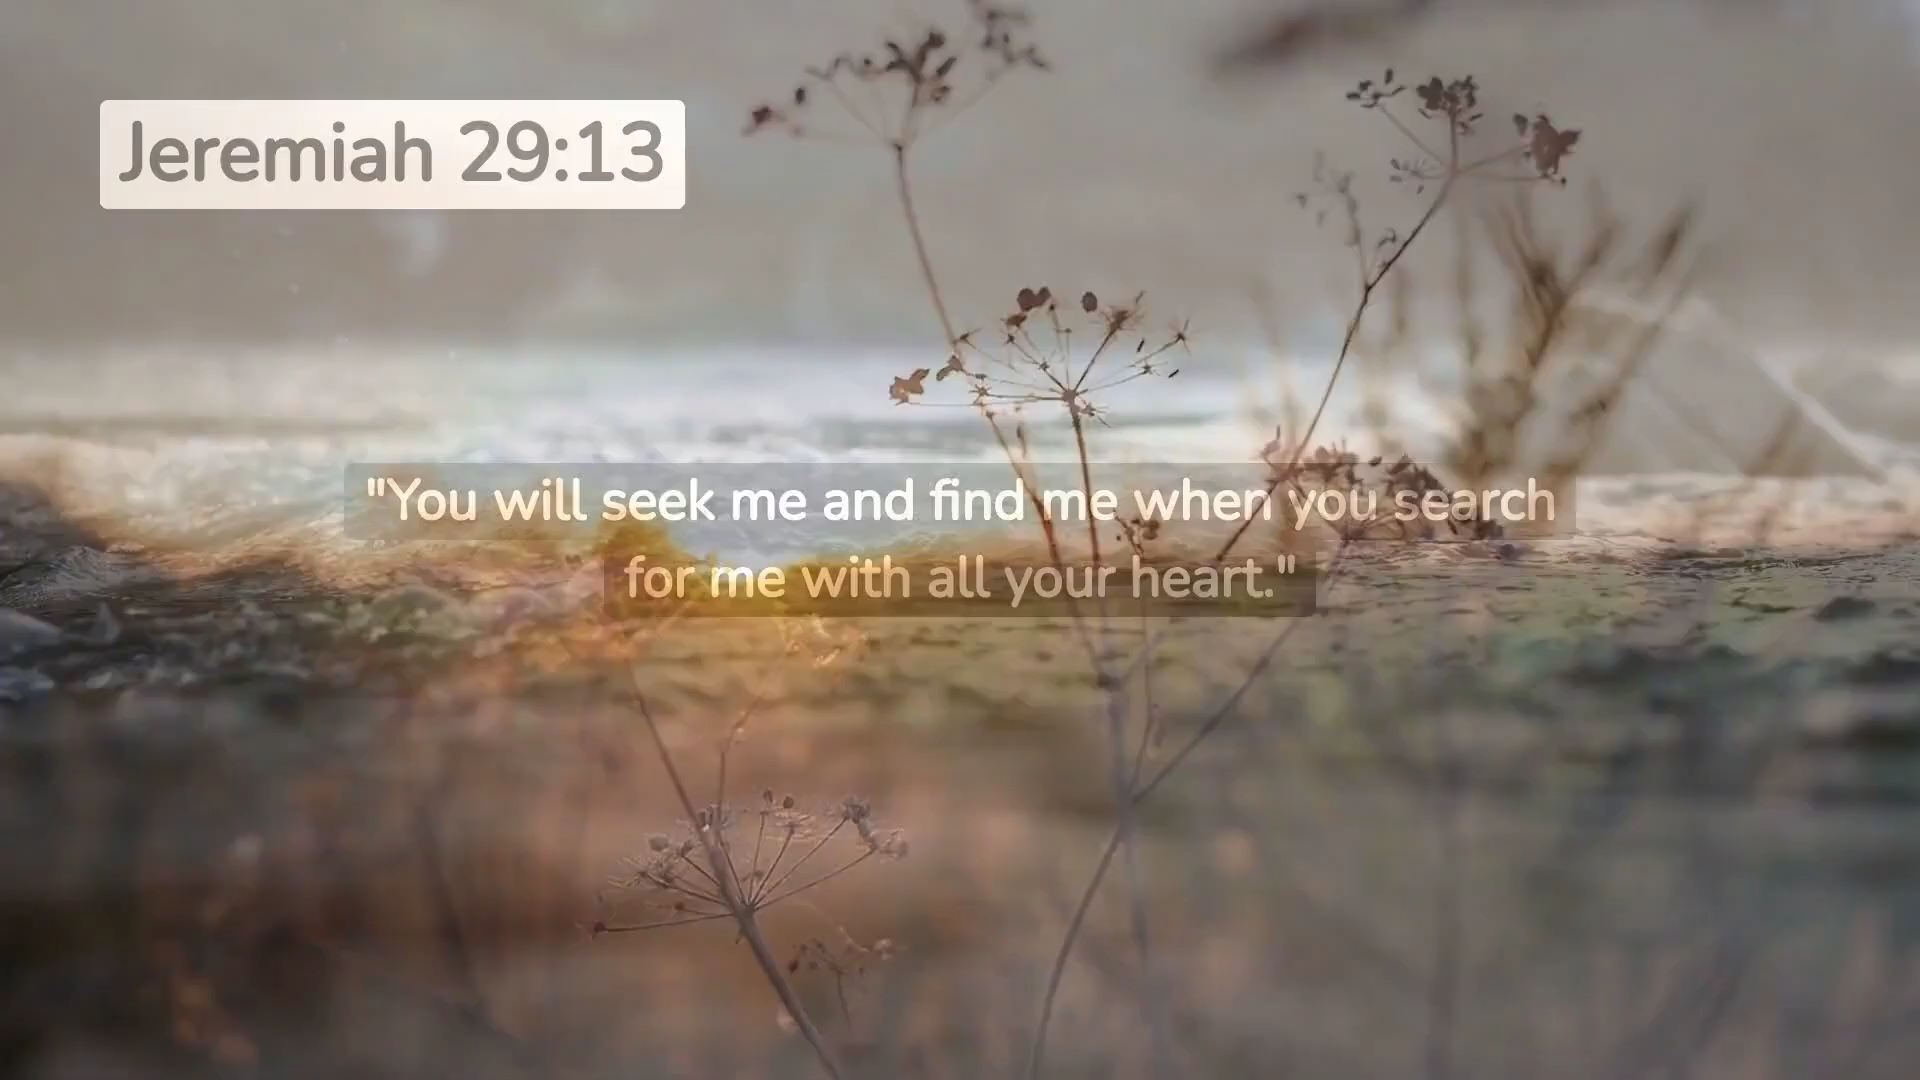 Jeremiah 29:13
"You will seek me and find me when you search
for me with all your heart."